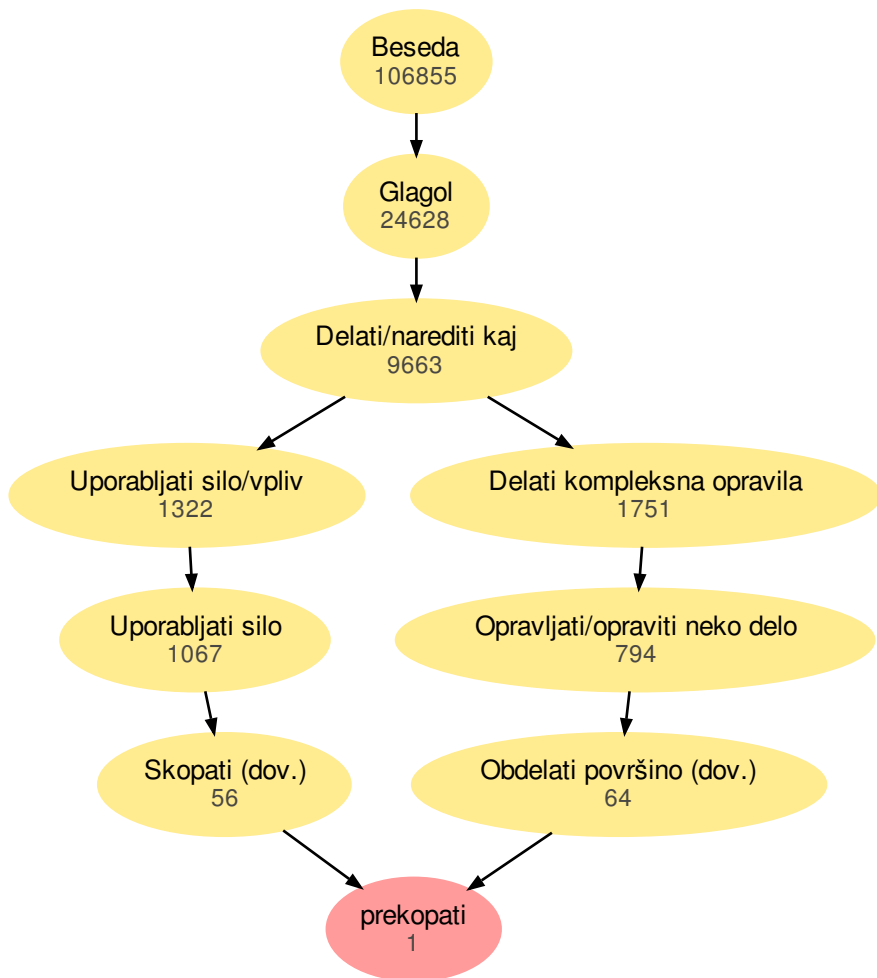 Beseda
106855
Glagol
24628
Delati/narediti kaj
9663
Uporabljati silo/vpliv
1322
Delati kompleksna opravila
1751
Uporabljati silo
1067
Opravljati/opraviti neko delo
794
Skopati (dov.)
56
Obdelati površino (dov.)
64
prekopati
1